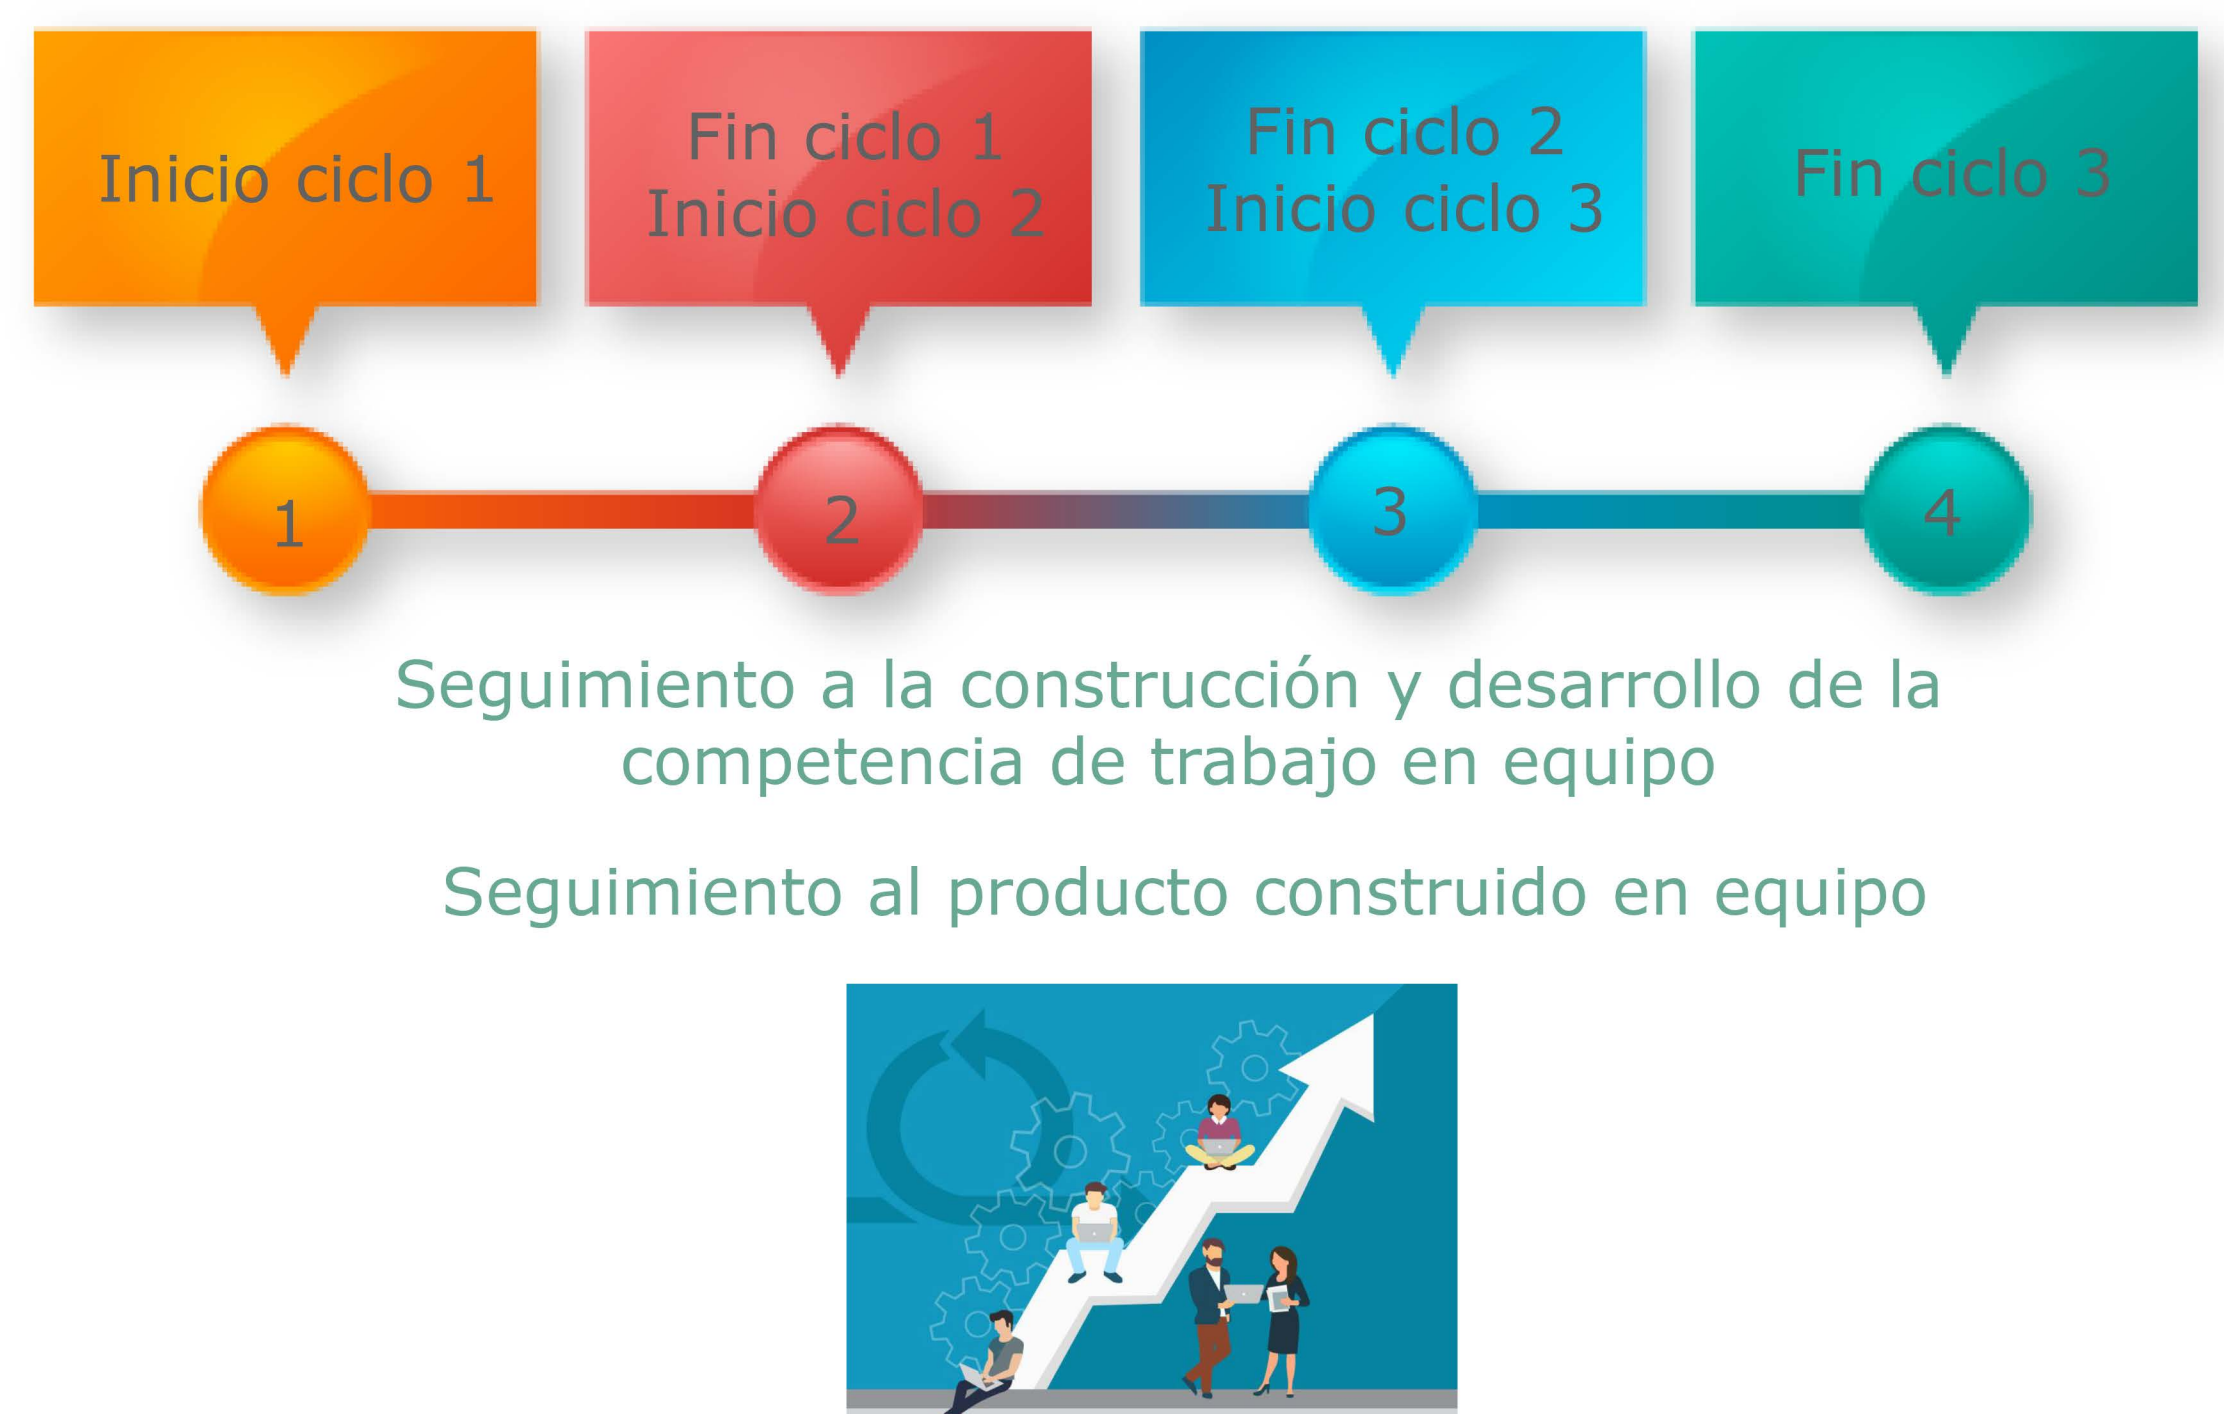 Inicio ciclo 1
Fin ciclo 1
Inicio ciclo 2
Fin ciclo 2
Inicio ciclo 3
Fin ciclo 3
1
2
3
4
Seguimiento a la construcción y desarrollo de la
competencia de trabajo en equipo
Seguimiento al producto construido en equipo